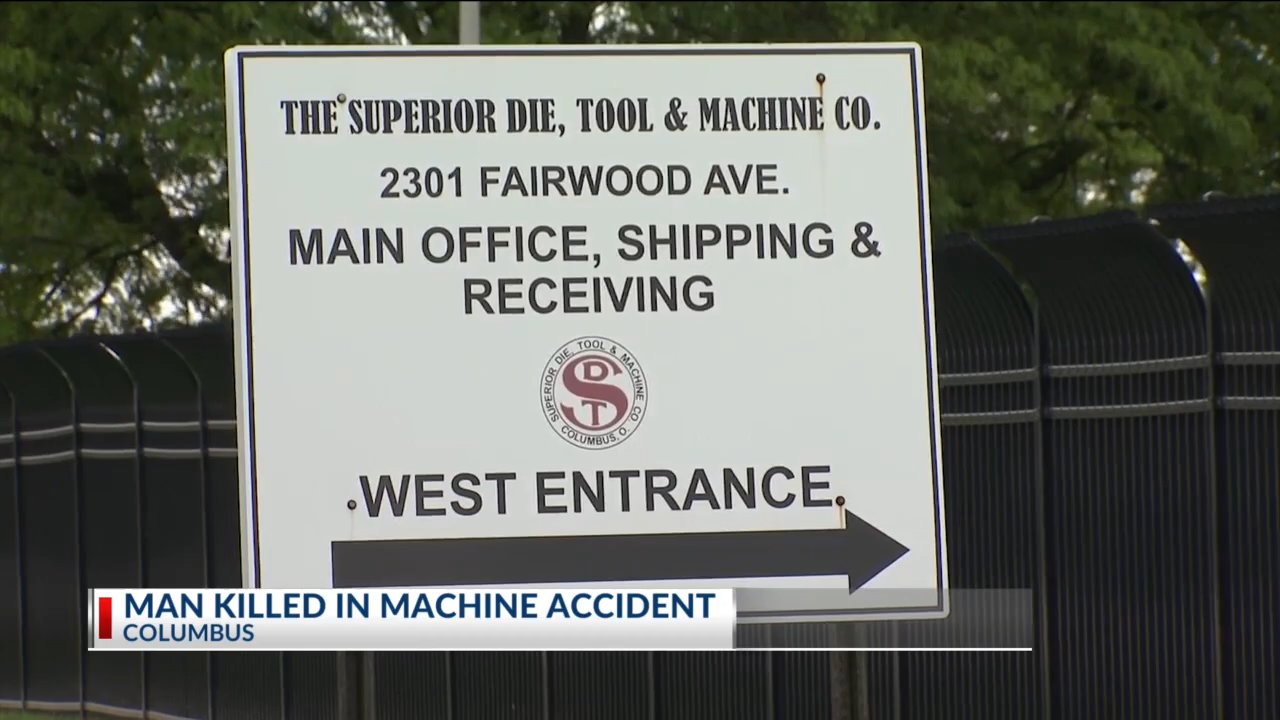 THE SUPERIOR DIE, TOOL & MACHINE CO.
2301 FAIRWOOD AVE.
MAIN OFFICE, SHIPPING &
RECEIVING
SUPERIOR DIE, TOOL & MACHINE CO.
SDT
COLUMBUS, O.
WEST ENTRANCE
MAN KILLED IN MACHINE ACCIDENT
COLUMBUS